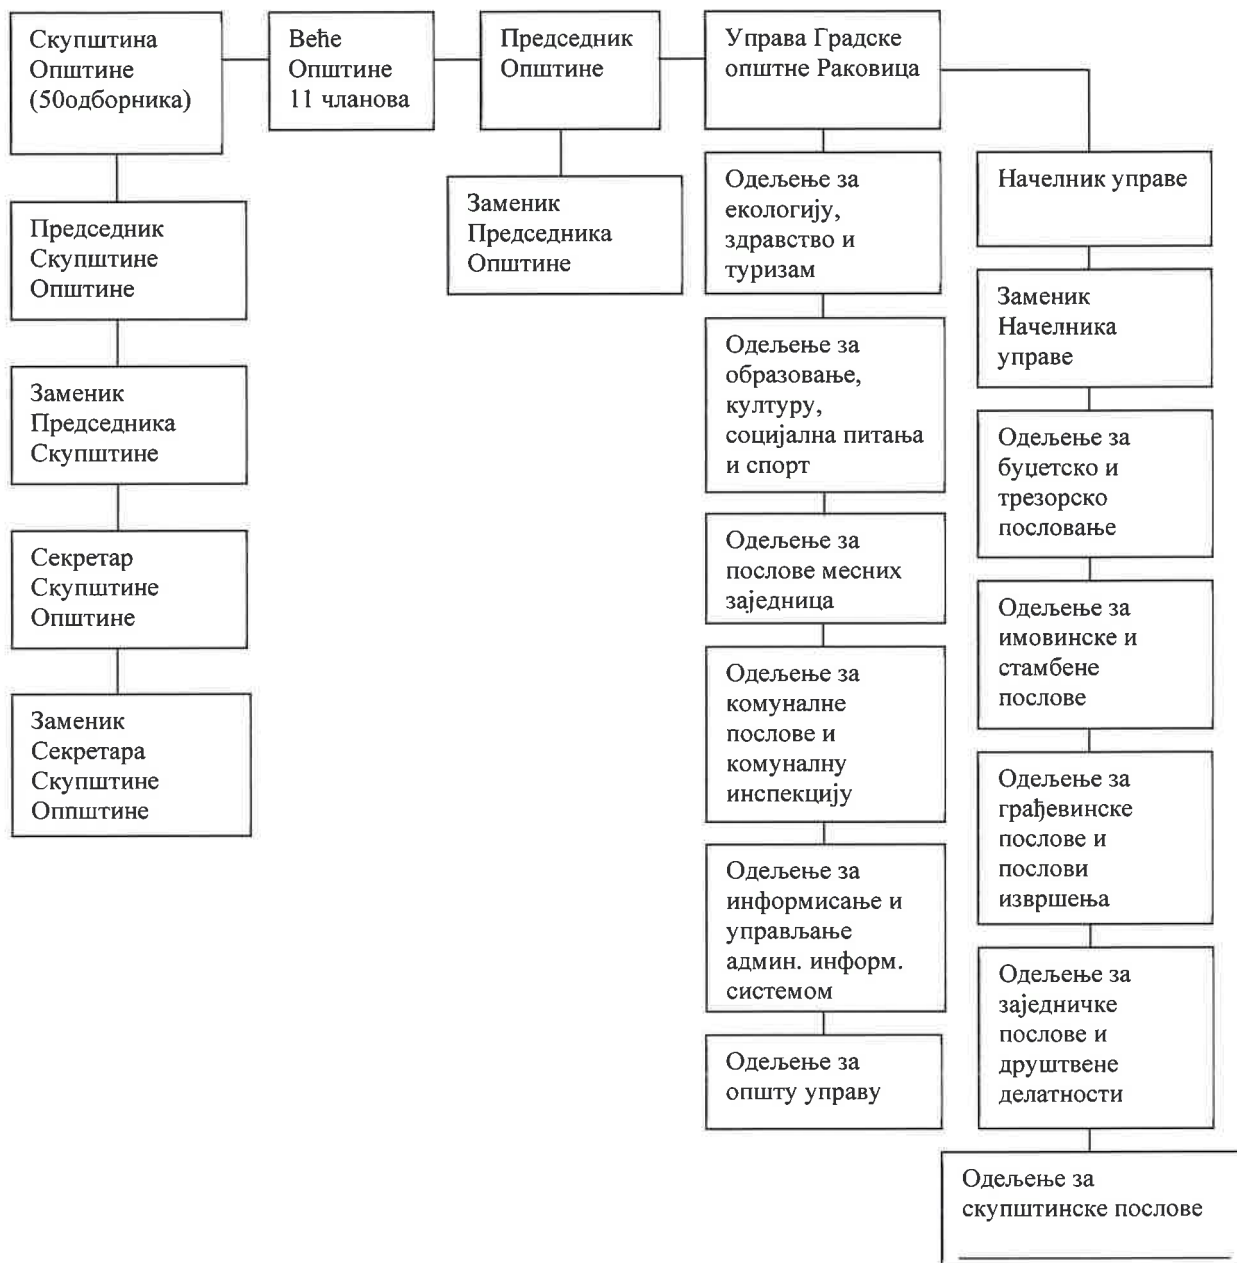 Скупштина
Општине
(50одборника)
Веће
Општине
11 чланова
Председник
Општине
Управа Градске
општне Раковица
Председник
Скупштине
Општине
Заменик
Председника
Скупштине
Секретар
Скупштине
Општине
Заменик
Секретара
Скупштине
Оппштине
Заменик
Председника
Општине
Одељење за
екологију,
здравство и
туризам
Одељење за
образовање,
културу,
социјална питања
и спорт
Одељење за
послове месних
заједница
Одељење за
комуналне
послове и
комуналну
инспекцију
Одељење за
информисање и
управљање
админ. информ.
системом
Одељење за
општу управу
Начелник управе
Заменик
Начелника
управе
Одељење за
буџетско и
трезорско
пословање
Одељење за
имовинске и
стамбене
послове
Одељење за
грађевинске
послове и
послови
извршења
Одељење за
заједничке
послове и
друштвене
делатности
Одељење за
скупштинске послове